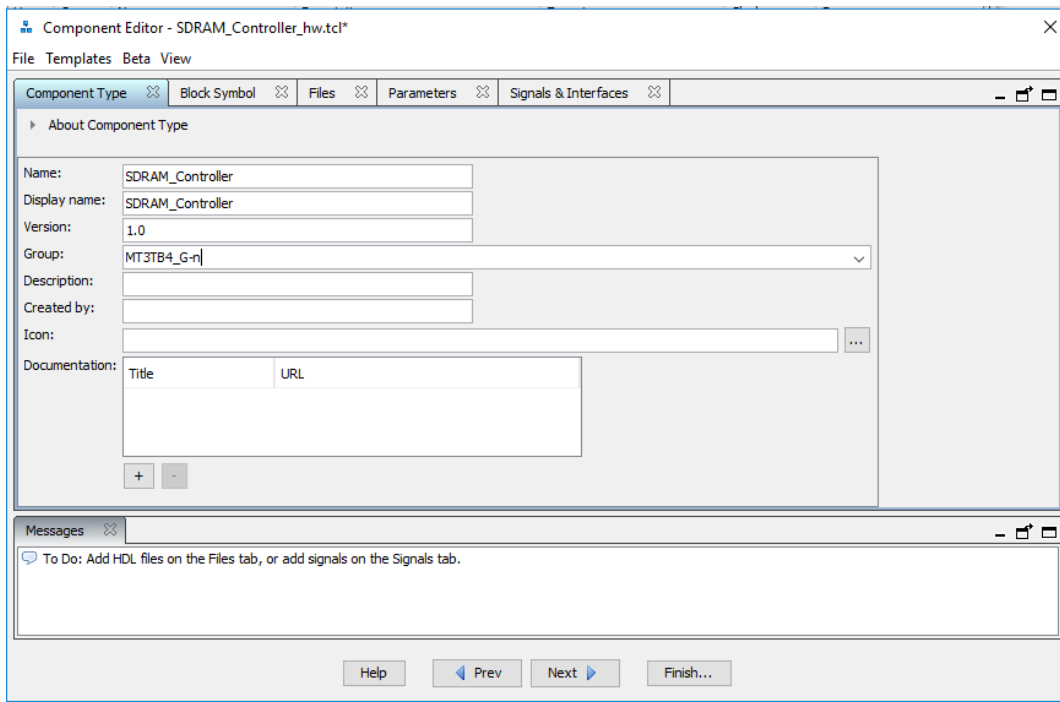 Component Editor - SDRAM_Controller_hw.tcl*
File Templates Beta View
Component Type Block Symbol Files Parameters Signals & Interfaces
About Component Type
Name: SDRAM_Controller
Display name: SDRAM_Controller
Version: 1.0
Group: MT3TB4_G-n
Description:
Created by:
Icon: ...
Documentation: Title URL
+ -
Messages
To Do: Add HDL files on the Files tab, or add signals on the Signals tab.
Help Prev Next Finish...